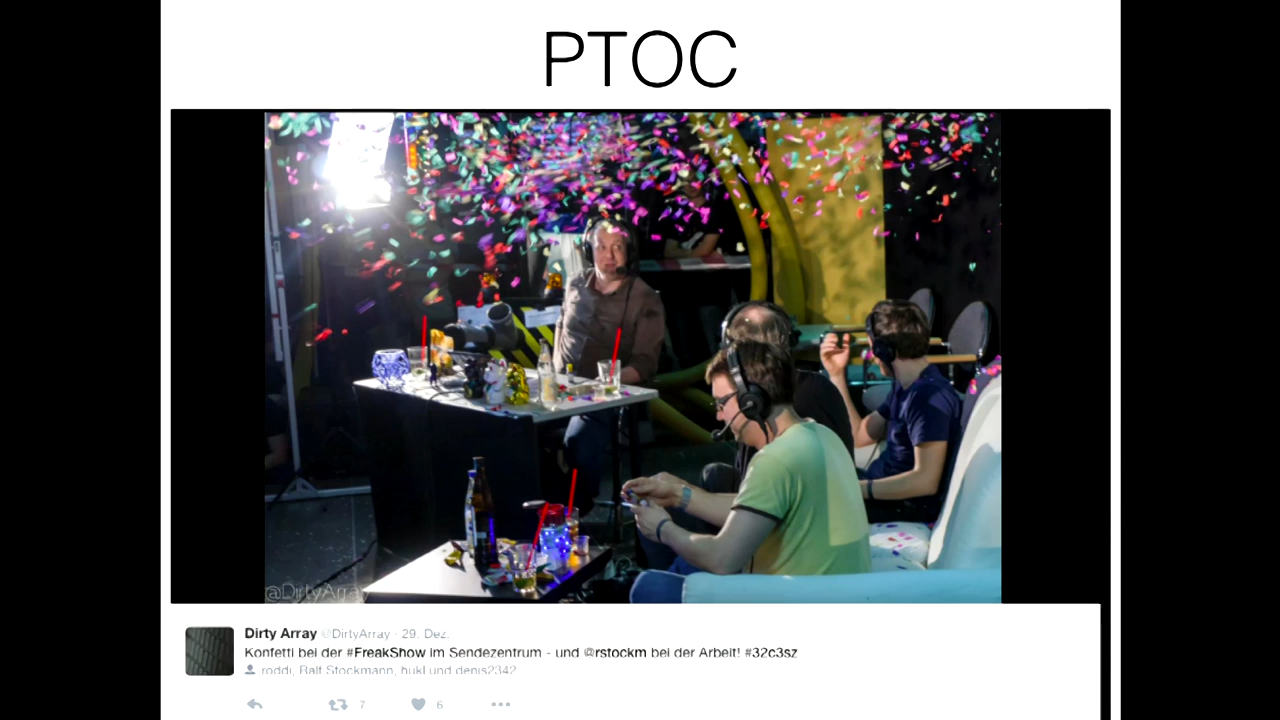 PTOC
@DirtyArray
Dirty Array @DirtyArray · 29. Dez.
Konfetti bei der #FreakShow im Sendezentrum - und @rstockm bei der Arbeit! #32c3sz
roddi, Ralf Stockmann, hukl und denis2342
7 6